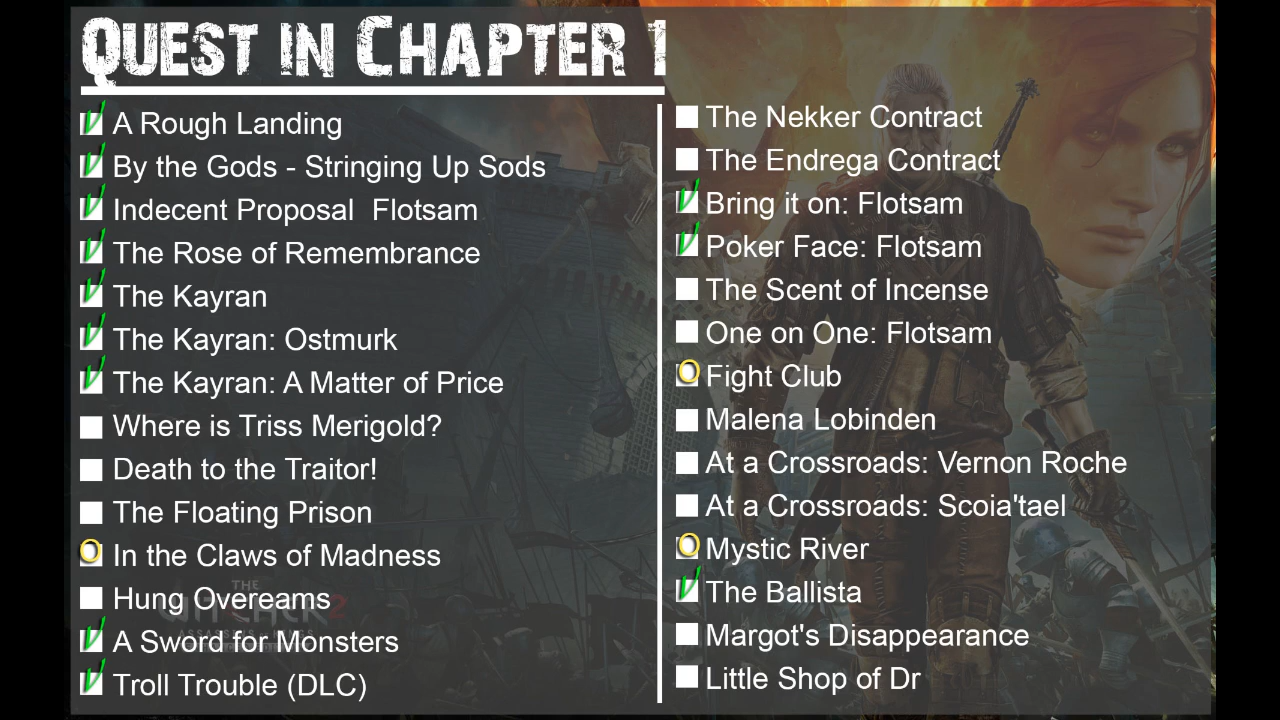 QUEST IN CHAPTER 1
A Rough Landing
By the Gods - Stringing Up Sods
Indecent Proposal  Flotsam
The Rose of Remembrance
The Kayran
The Kayran: Ostmurk
The Kayran: A Matter of Price
Where is Triss Merigold?
Death to the Traitor!
The Floating Prison
In the Claws of Madness
Hung Overeams
THE
WITCHER 2
A Sword for Monsters
Troll Trouble (DLC)
The Nekker Contract
The Endrega Contract
Bring it on: Flotsam
Poker Face: Flotsam
The Scent of Incense
One on One: Flotsam
Fight Club
Malena Lobinden
At a Crossroads: Vernon Roche
At a Crossroads: Scoia'tael
Mystic River
The Ballista
Margot's Disappearance
Little Shop of Dr